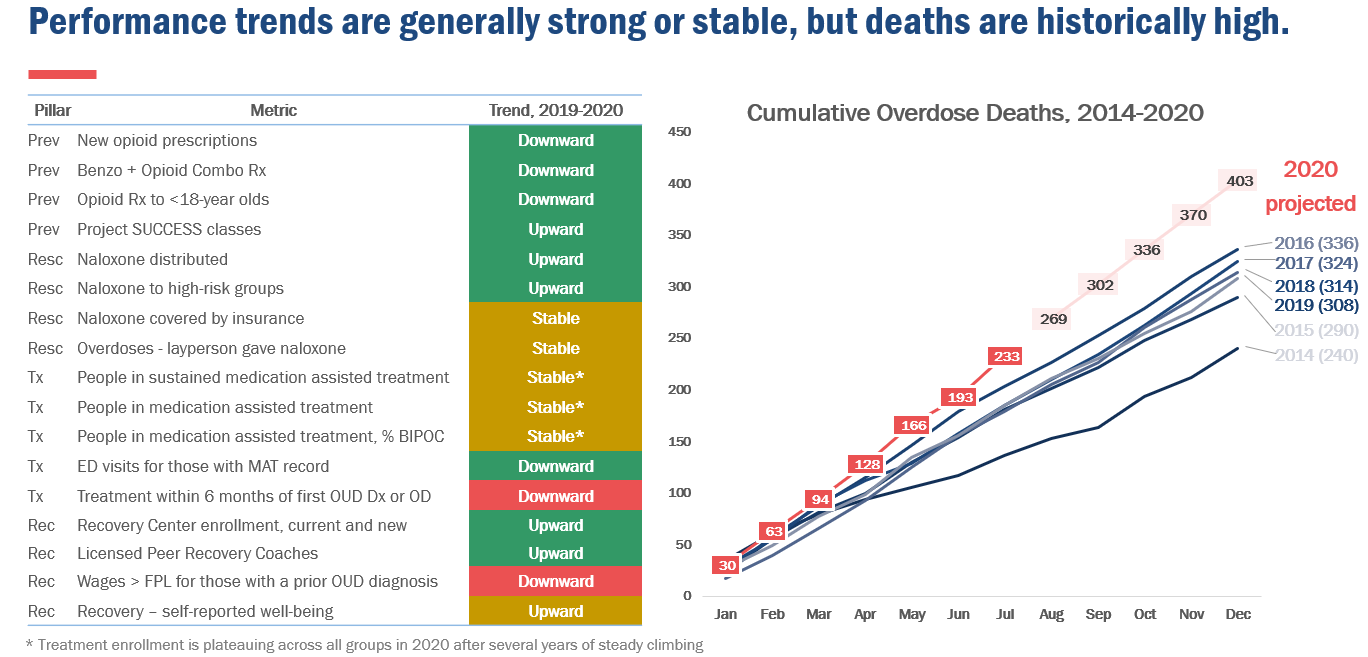 Performance trends are generally strong or stable, but deaths are historically high.
Pillar Metric Trend, 2019-2020
Prev New opioid prescriptions Downward
Prev Benzo + Opioid Combo Rx Downward
Prev Opioid Rx to <18-year olds Downward
Prev Project SUCCESS classes Upward
Resc Naloxone distributed Upward
Resc Naloxone to high-risk groups Upward
Resc Naloxone covered by insurance Stable
Resc Overdoses - layperson gave naloxone Stable
Tx People in sustained medication assisted treatment Stable*
Tx People in medication assisted treatment Stable*
Tx People in medication assisted treatment, % BIPOC Stable*
Tx ED visits for those with MAT record Downward
Tx Treatment within 6 months of first OUD Dx or OD Downward
Rec Recovery Center enrollment, current and new Upward
Rec Licensed Peer Recovery Coaches Upward
Rec Wages > FPL for those with a prior OUD diagnosis Downward
Rec Recovery – self-reported well-being Upward
* Treatment enrollment is plateauing across all groups in 2020 after several years of steady climbing
Cumulative Overdose Deaths, 2014-2020
450
400
350
300
250
200
150
100
50
0
30
63
94
128
166
193
233
269
302
336
370
403
2020
projected
2016 (336)
2017 (324)
2018 (314)
2019 (308)
2015 (290)
2014 (240)
Jan Feb Mar Apr May Jun Jul Aug Sep Oct Nov Dec